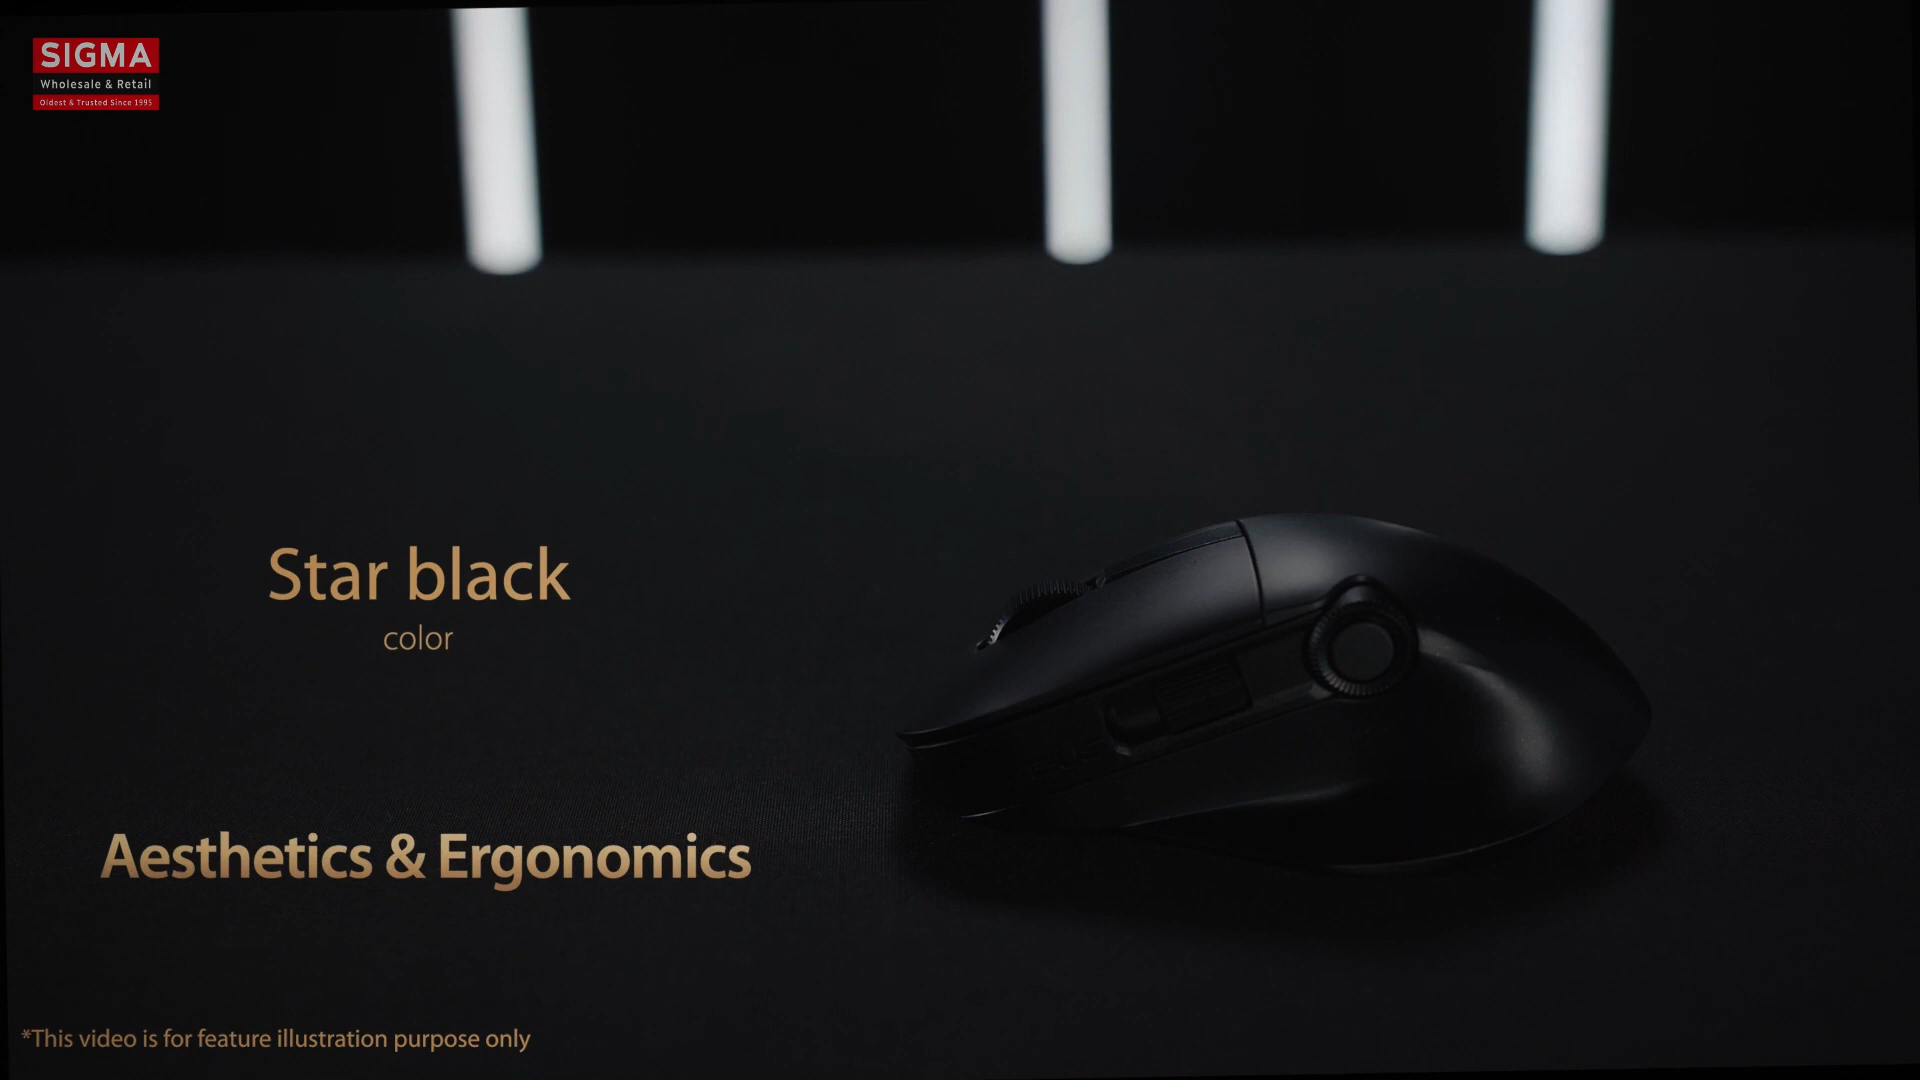 SIGMA
Wholesale & Retail
Oldest & Trusted Since 1995
Star black
color
Aesthetics & Ergonomics
*This video is for feature illustration purpose only